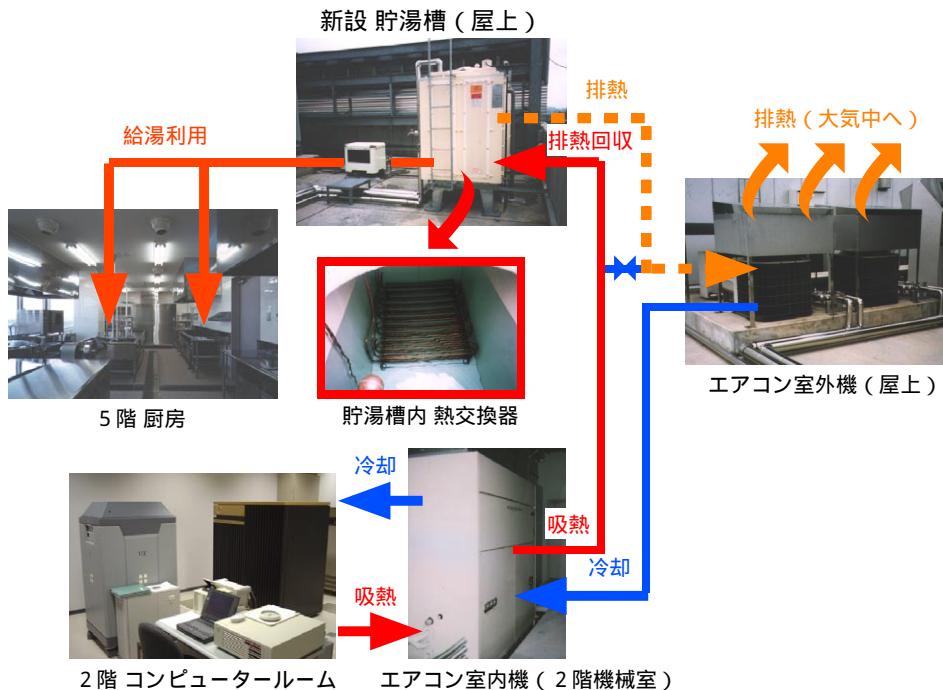 新設 貯湯槽（屋上）
排熱
排熱（大気中へ）
給湯利用
排熱回収
エアコン室外機（屋上）
5階 厨房
貯湯槽内 熱交換器
冷却
吸熱
冷却
吸熱
2階 コンピュータールーム
エアコン室内機（2階機械室）